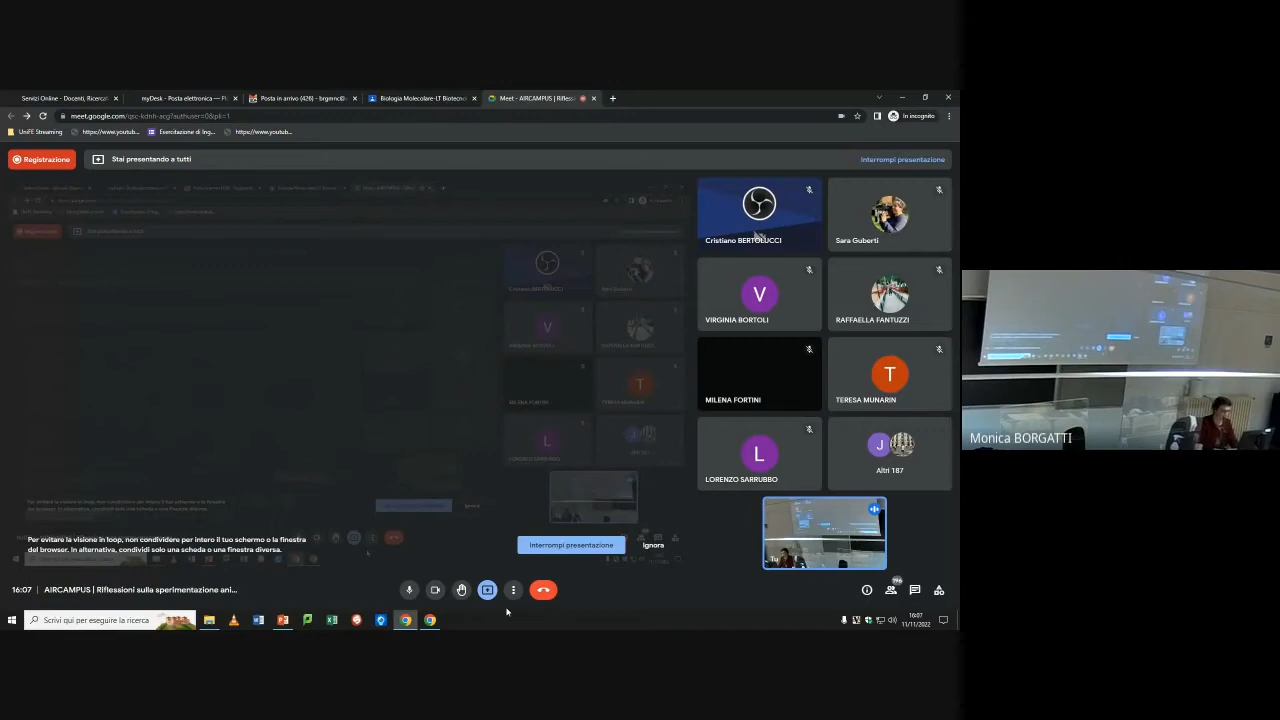 Servizi Online - Docenti, Ricerca
myDesk - Posta elettronica — Pi
Posta in arrivo (426) - brgmnc@
Biologia Molecolare-LT Biotecno
Meet - AIRCAMPUS | Rifless
meet.google.com/qsc-kdnh-acg?authuser=0&pli=1
In incognito
UniFE Streaming
https://www.youtub...
Esercitazione di Ing...
https://www.youtub...
Registrazione
Stai presentando a tutti
Interrompi presentazione
Cristiano BERTOLUCCI
Sara Guberti
V
VIRGINIA BORTOLI
RAFFAELLA FANTUZZI
MILENA FORTINI
T
TERESA MUNARIN
L
LORENZO SARRUBBO
J
Altri 187
Monica BORGATTI
Per evitare la visione in loop, non condividere per intero il tuo schermo o la finestra
del browser. In alternativa, condividi solo una scheda o una finestra diversa.
Interrompi presentazione
Ignora
16:07
AIRCAMPUS | Riflessioni sulla sperimentazione ani...
196
Scrivi qui per eseguire la ricerca
16:07
11/11/2022